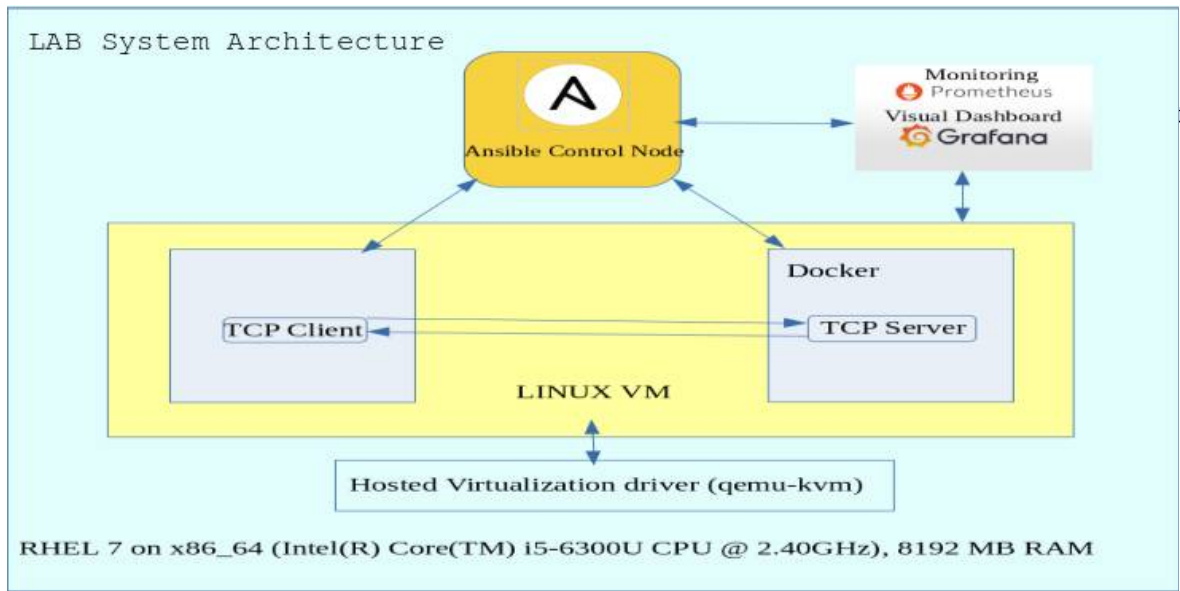 LAB System Architecture
Monitoring
Prometheus
Visual Dashboard
Grafana
A
Ansible Control Node
Docker
TCP Client
TCP Server
LINUX VM
Hosted Virtualization driver (qemu-kvm)
RHEL 7 on x86_64 (Intel(R) Core(TM) i5-6300U CPU @ 2.40GHz), 8192 MB RAM